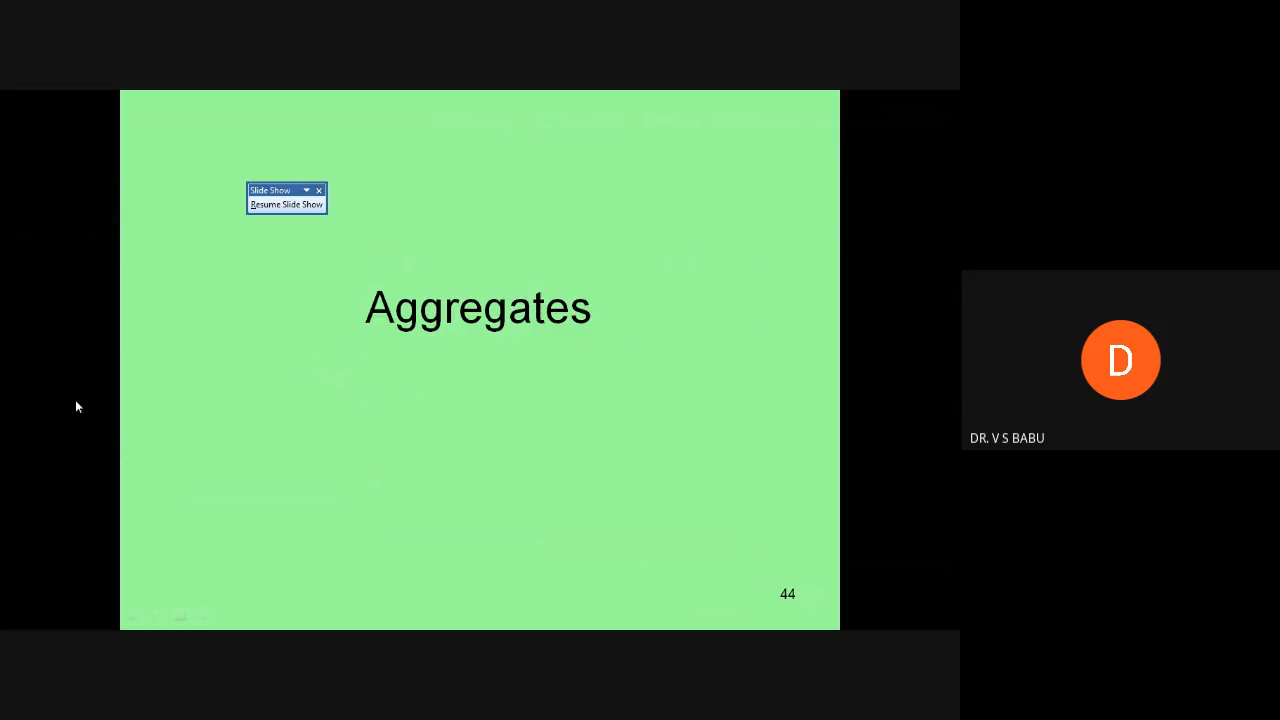 Slide Show
Resume Slide Show
Aggregates
44
D
DR. V S BABU